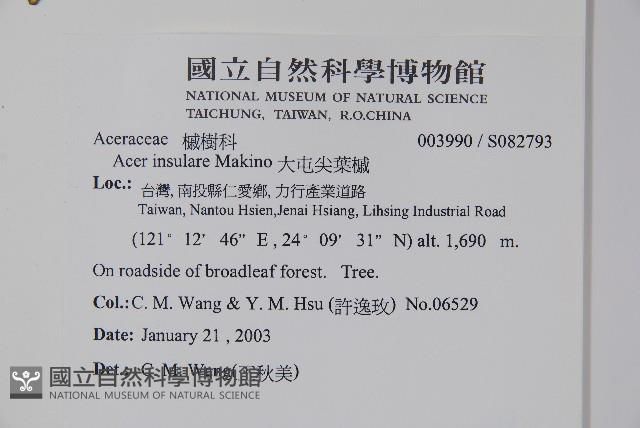 國立自然科學博物館
NATIONAL MUSEUM OF NATURAL SCIENCE
TAICHUNG, TAIWAN, R.O.CHINA
Aceraceae 槭樹科 003990 / S082793
Acer insulare Makino 大屯尖葉槭
Loc.: 台灣, 南投縣仁愛鄉, 力行產業道路
Taiwan, Nantou Hsien,Jenai Hsiang, Lihsing Industrial Road
(121° 12' 46" E , 24° 09' 31" N) alt. 1,690 m.
On roadside of broadleaf forest. Tree.
Col.: C. M. Wang & Y. M. Hsu (許逸玫) No.06529
Date: January 21 , 2003
Det. C. M. Wang(王秋美)
國立自然科學博物館
NATIONAL MUSEUM OF NATURAL SCIENCE